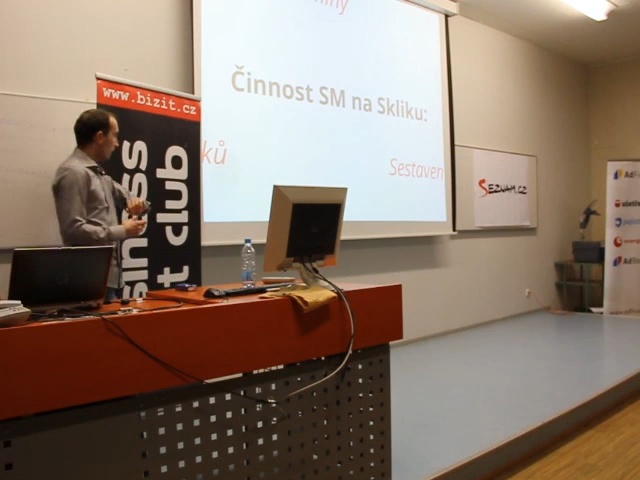 Činnost SM na Skliku:
ků
Sestaven
www.bizit.cz
siness
t club
SEZNAM.CZ